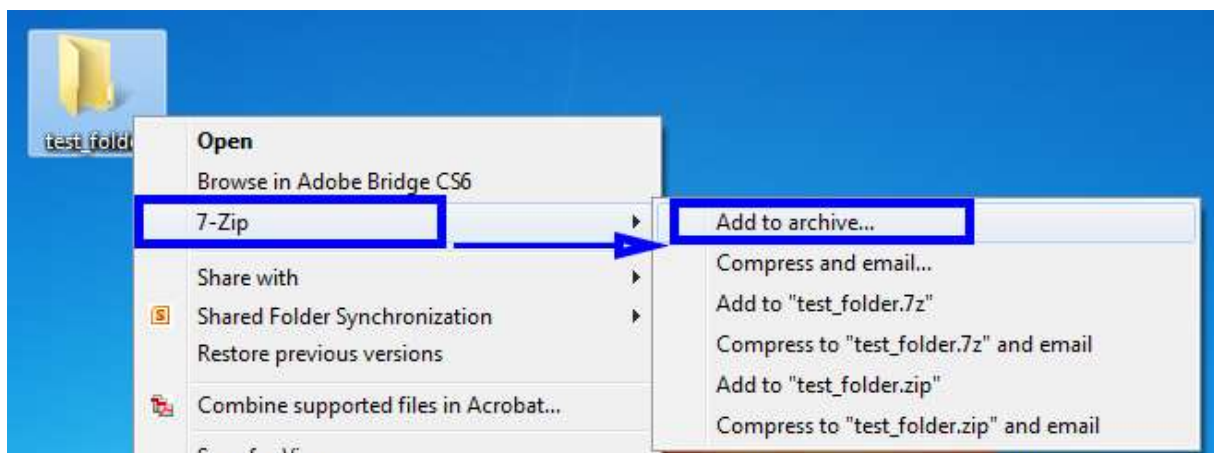 test_fold
Open
Browse in Adobe Bridge CS6
7-Zip
Share with
Shared Folder Synchronization
Restore previous versions
Combine supported files in Acrobat...
Add to archive...
Compress and email...
Add to "test_folder.7z"
Compress to "test_folder.7z" and email
Add to "test_folder.zip"
Compress to "test_folder.zip" and email